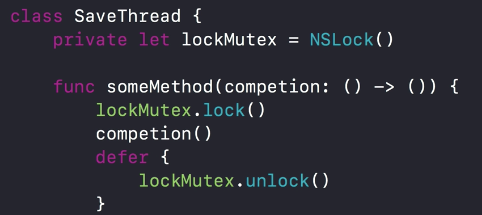 class SaveThread {
    private let lockMutex = NSLock()
    func someMethod(competion: () -> ()) {
        lockMutex.lock()
        competion()
        defer {
            lockMutex.unlock()
        }